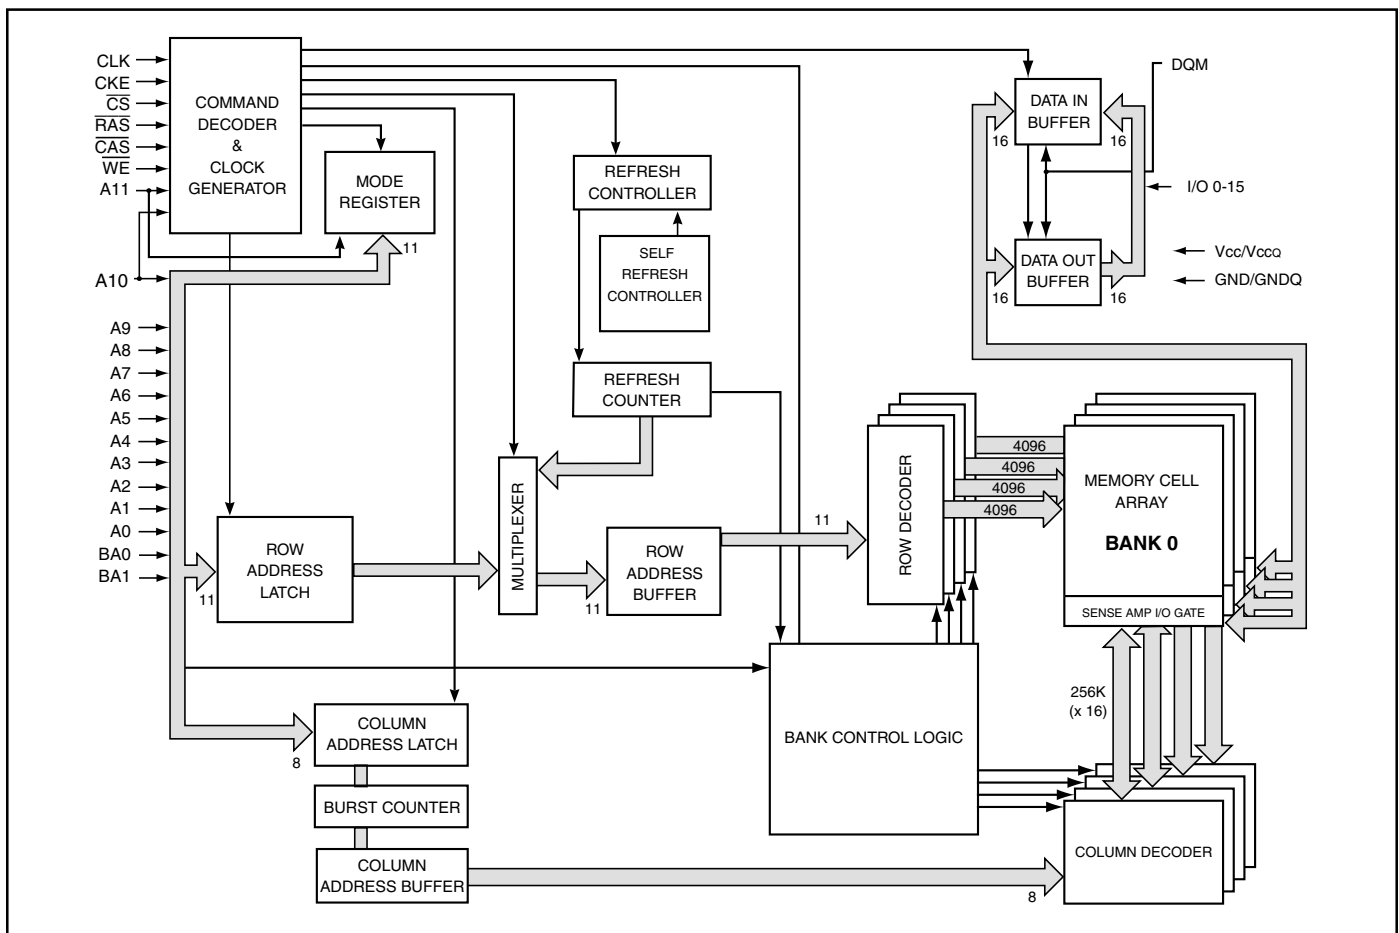 CLK
CKE
CS
RAS
CAS
WE
A11
A10
A9
A8
A7
A6
A5
A4
A3
A2
A1
A0
BA0
BA1
COMMAND
DECODER
&
CLOCK
GENERATOR
MODE
REGISTER
11
REFRESH
CONTROLLER
SELF
REFRESH
CONTROLLER
REFRESH
COUNTER
DATA IN
BUFFER
16
16
DQM
I/O 0-15
DATA OUT
BUFFER
16
16
Vcc/VccQ
GND/GNDQ
ROW
ADDRESS
LATCH
11
MULTIPLEXER
11
ROW
ADDRESS
BUFFER
11
ROW DECODER
4096
4096
4096
4096
MEMORY CELL
ARRAY
BANK 0
SENSE AMP I/O GATE
256K
(x 16)
BANK CONTROL LOGIC
COLUMN
ADDRESS LATCH
8
BURST COUNTER
COLUMN
ADDRESS BUFFER
8
COLUMN DECODER